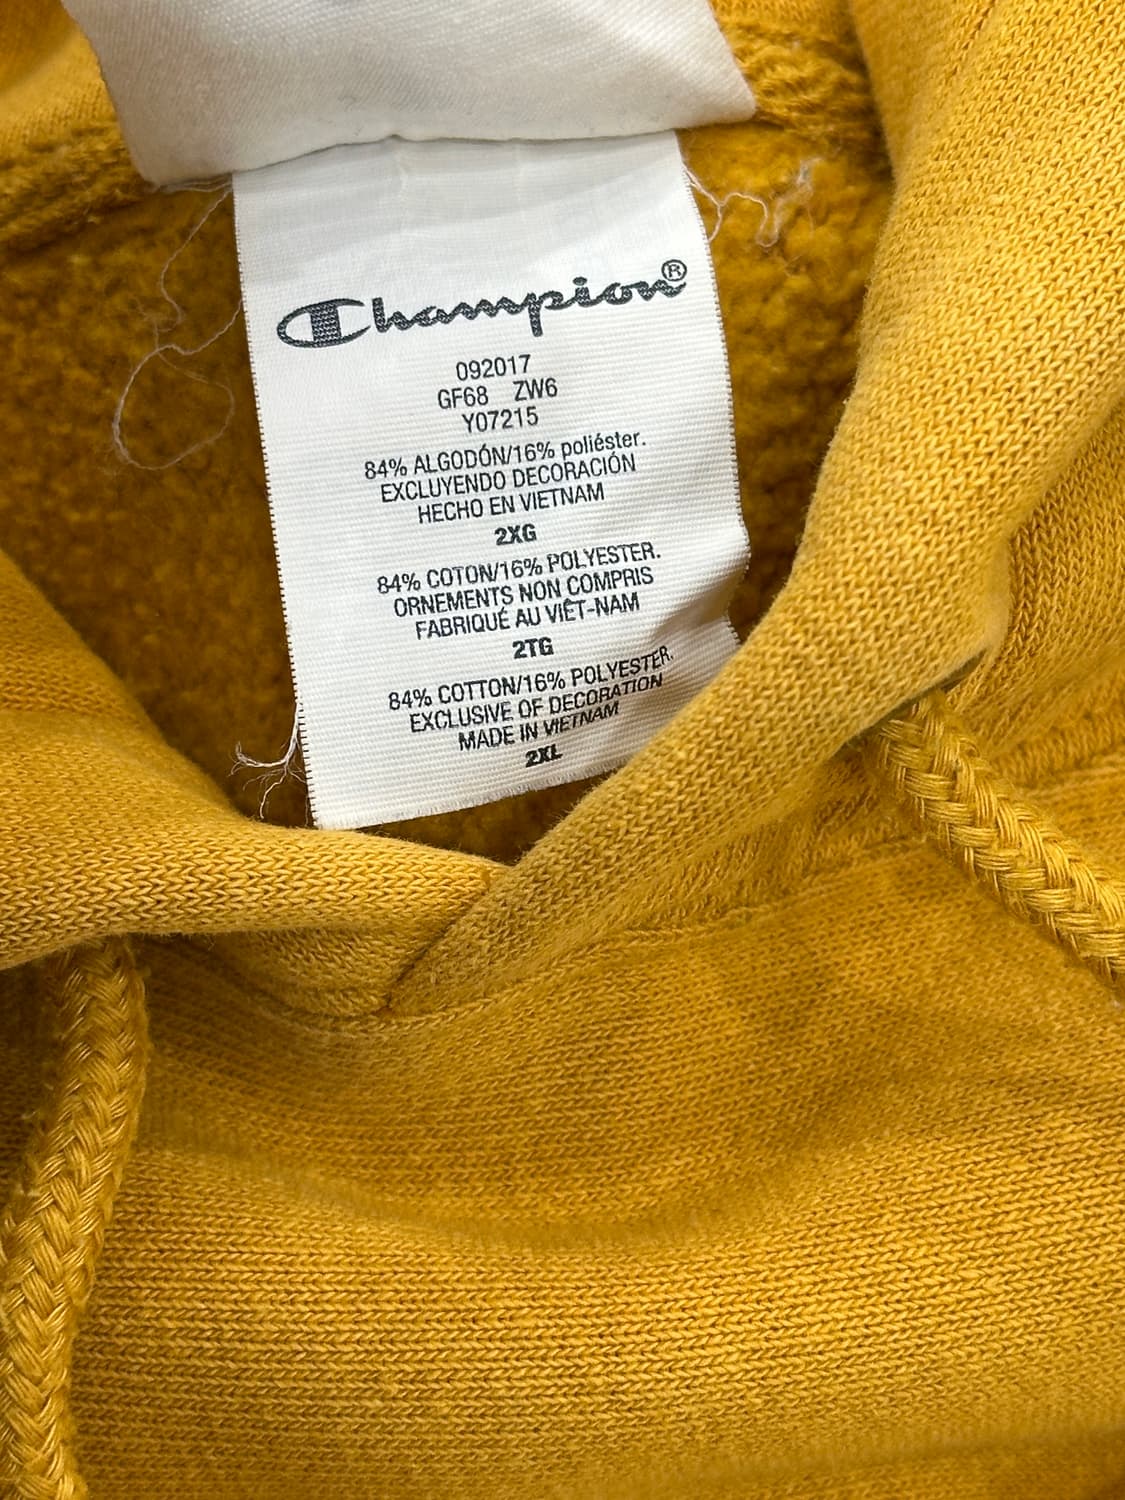 Champion®
092017
GF68 ZW6
Y07215
84% ALGODÓN/16% poliéster.
EXCLUYENDO DECORACIÓN
HECHO EN VIETNAM
2XG
84% COTON/16% POLYESTER.
ORNEMENTS NON COMPRIS
FABRIQUÉ AU VIÊT-NAM
2TG
84% COTTON/16% POLYESTER.
EXCLUSIVE OF DECORATION
MADE IN VIETNAM
2XL